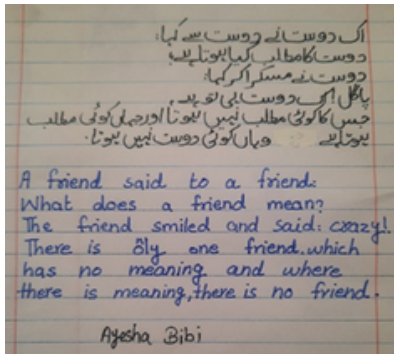 اک دوست نے دوست سے کہا:
دوست کا مطلب کیا ہوتا ہے؟
دوست نے مسکرا کر کہا:
پاگل! اک دوست ہی تو ہے،
جس کا کوئی مطلب نہیں ہوتا اور جہاں کوئی مطلب
ہوتا ہے وہاں کوئی دوست نہیں ہوتا.
A friend said to a friend:
What does a friend mean?
The friend smiled and said: crazy!
There is ôly one friend.which
has no meaning and where
there is meaning, there is no friend.
Ayesha Bibi